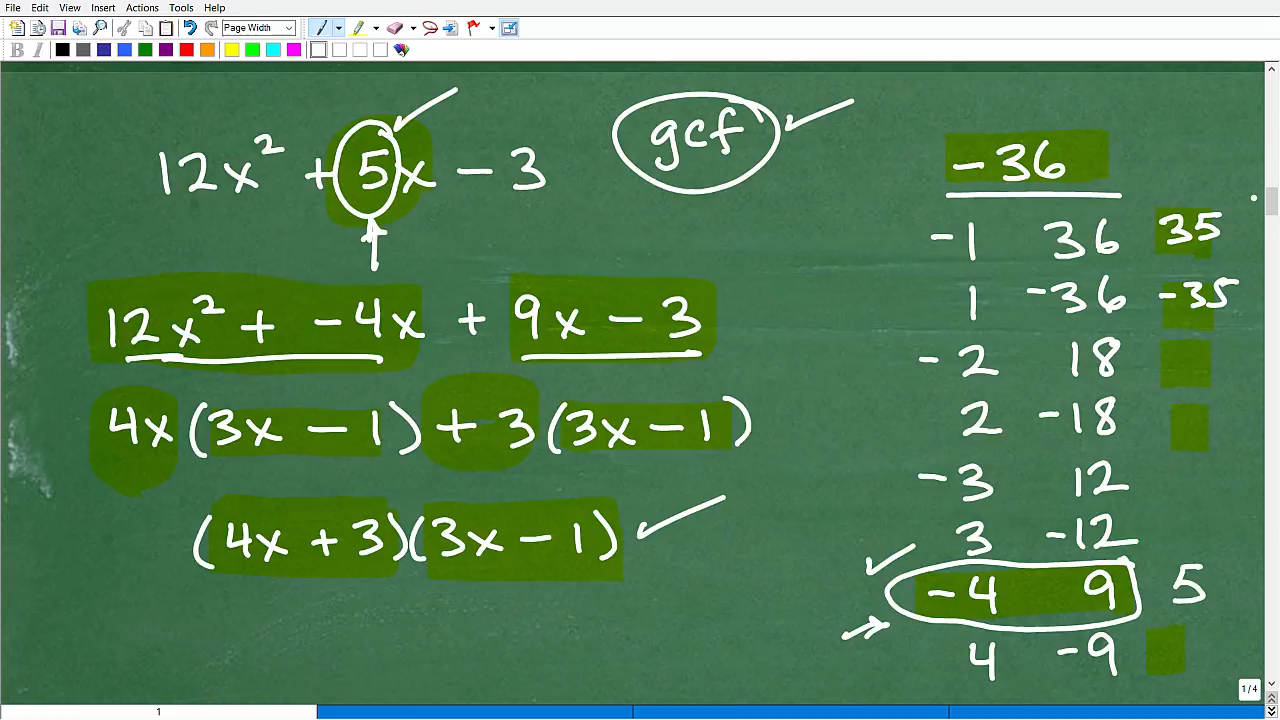 File Edit View Insert Actions Tools Help
Page Width
B I
12x² + 5x - 3
gcf
12x² + -4x + 9x - 3
4x(3x - 1) + 3(3x - 1)
(4x + 3)(3x - 1)
-36
-1 36 35
1 -36 -35
-2 18
2 -18
-3 12
3 -12
-4 9 5
4 -9
1/4
1